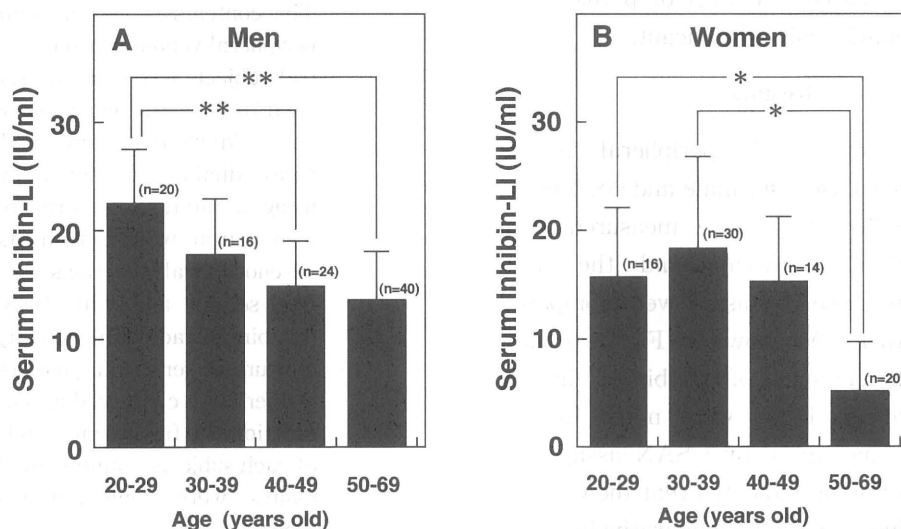 A Men
** 
**
Serum Inhibin-LI (IU/ml)
30
20
10
0
(n=20)
(n=16)
(n=24)
(n=40)
20-29 30-39 40-49 50-69
Age (years old)
B Women
*
*
Serum Inhibin-LI (IU/ml)
30
20
10
0
(n=16)
(n=30)
(n=14)
(n=20)
20-29 30-39 40-49 50-69
Age (years old)